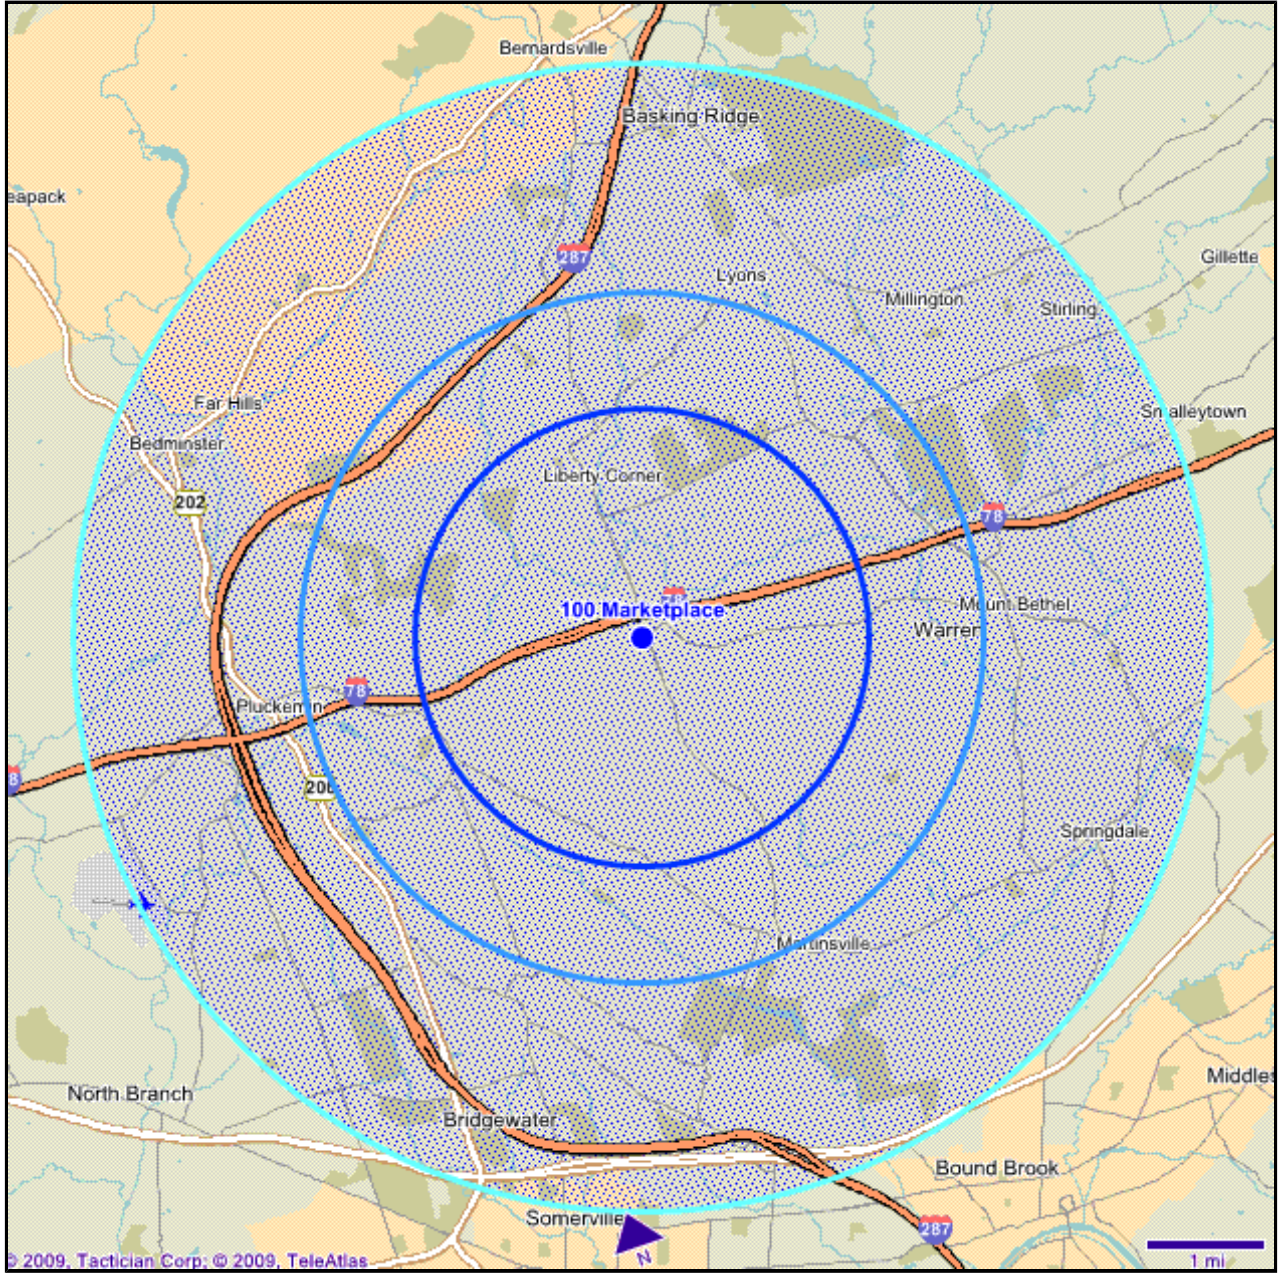 Bernardsville
Basking Ridge
eapack
287
Lyons
Gillette
Millington
Stirling
Far Hills
Smalleytown
Bedminster
Liberty Corner
202
78
100 Marketplace
Mount Bethel
Warren
78
Pluckemin
8
Springdale
Martinsville
North Branch
Middles
Bridgewater
Bound Brook
Somerville
287
N
1 mi
© 2009, Tactician Corp; © 2009, TeleAtlas